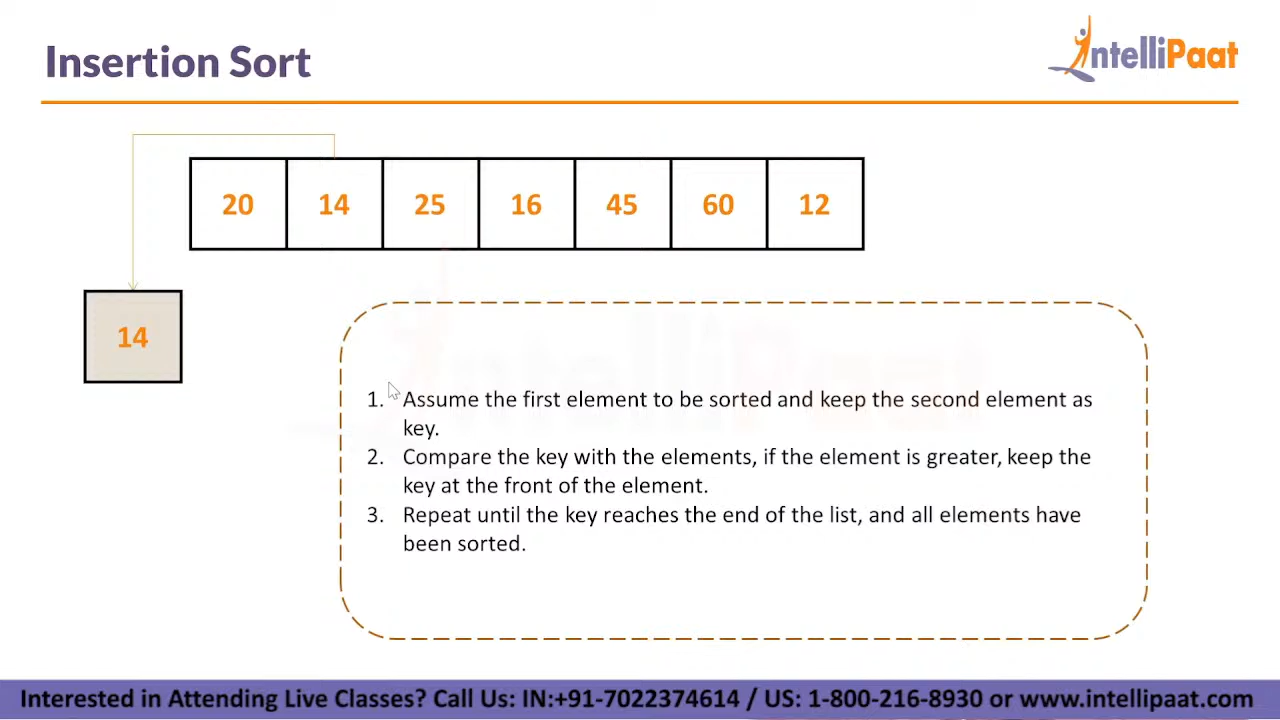 Insertion Sort
IntelliPaat
20 14 25 16 45 60 12
14
1. Assume the first element to be sorted and keep the second element as
key.
2. Compare the key with the elements, if the element is greater, keep the
key at the front of the element.
3. Repeat until the key reaches the end of the list, and all elements have
been sorted.
Interested in Attending Live Classes? Call Us: IN:+91-7022374614 / US: 1-800-216-8930 or www.intellipaat.com